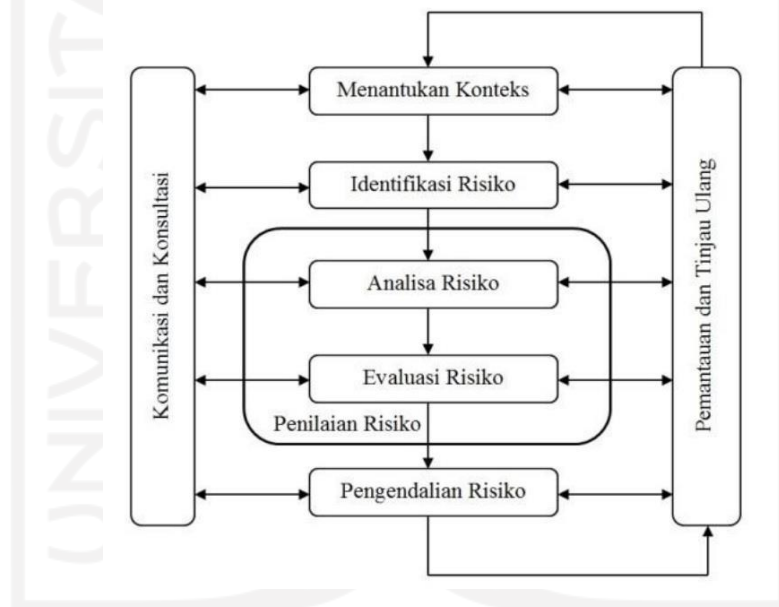 UNIVERSITA
Menantukan Konteks
Identifikasi Risiko
Analisa Risiko
Evaluasi Risiko
Penilaian Risiko
Pengendalian Risiko
Komunikasi dan Konsultasi
Pemantauan dan Tinjau Ulang